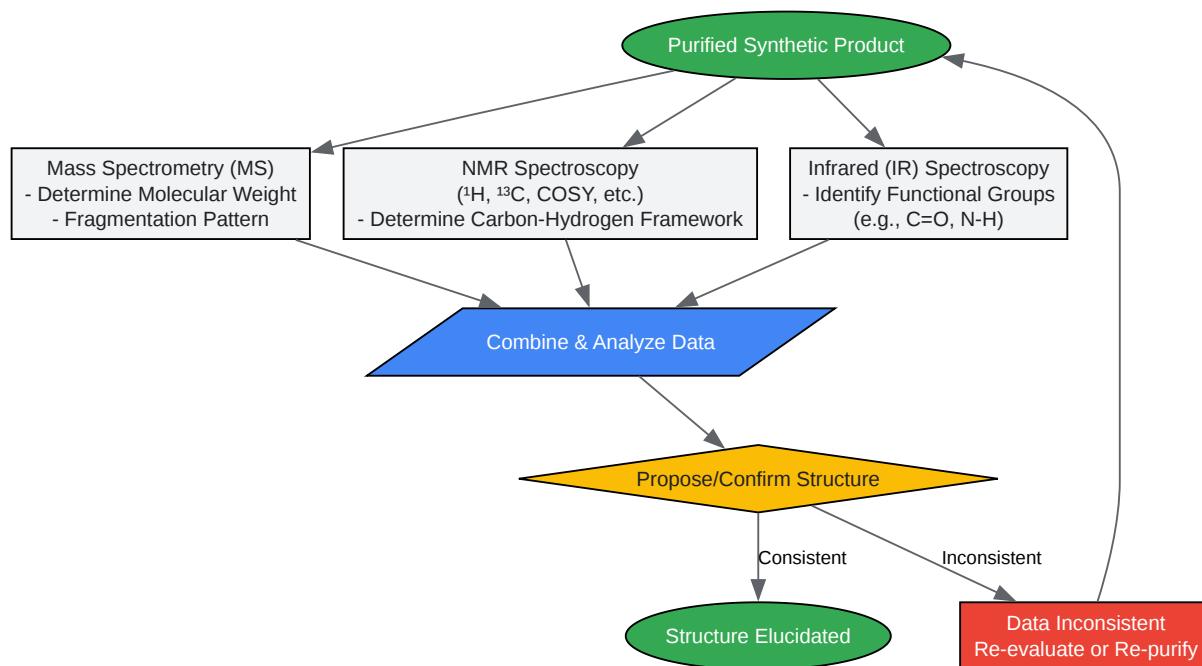 Purified Synthetic Product
Mass Spectrometry (MS)
- Determine Molecular Weight
- Fragmentation Pattern
NMR Spectroscopy
(¹H, ¹³C, COSY, etc.)
- Determine Carbon-Hydrogen Framework
Infrared (IR) Spectroscopy
- Identify Functional Groups
(e.g., C=O, N-H)
Combine & Analyze Data
Propose/Confirm Structure
Consistent
Inconsistent
Structure Elucidated
Data Inconsistent
Re-evaluate or Re-purify